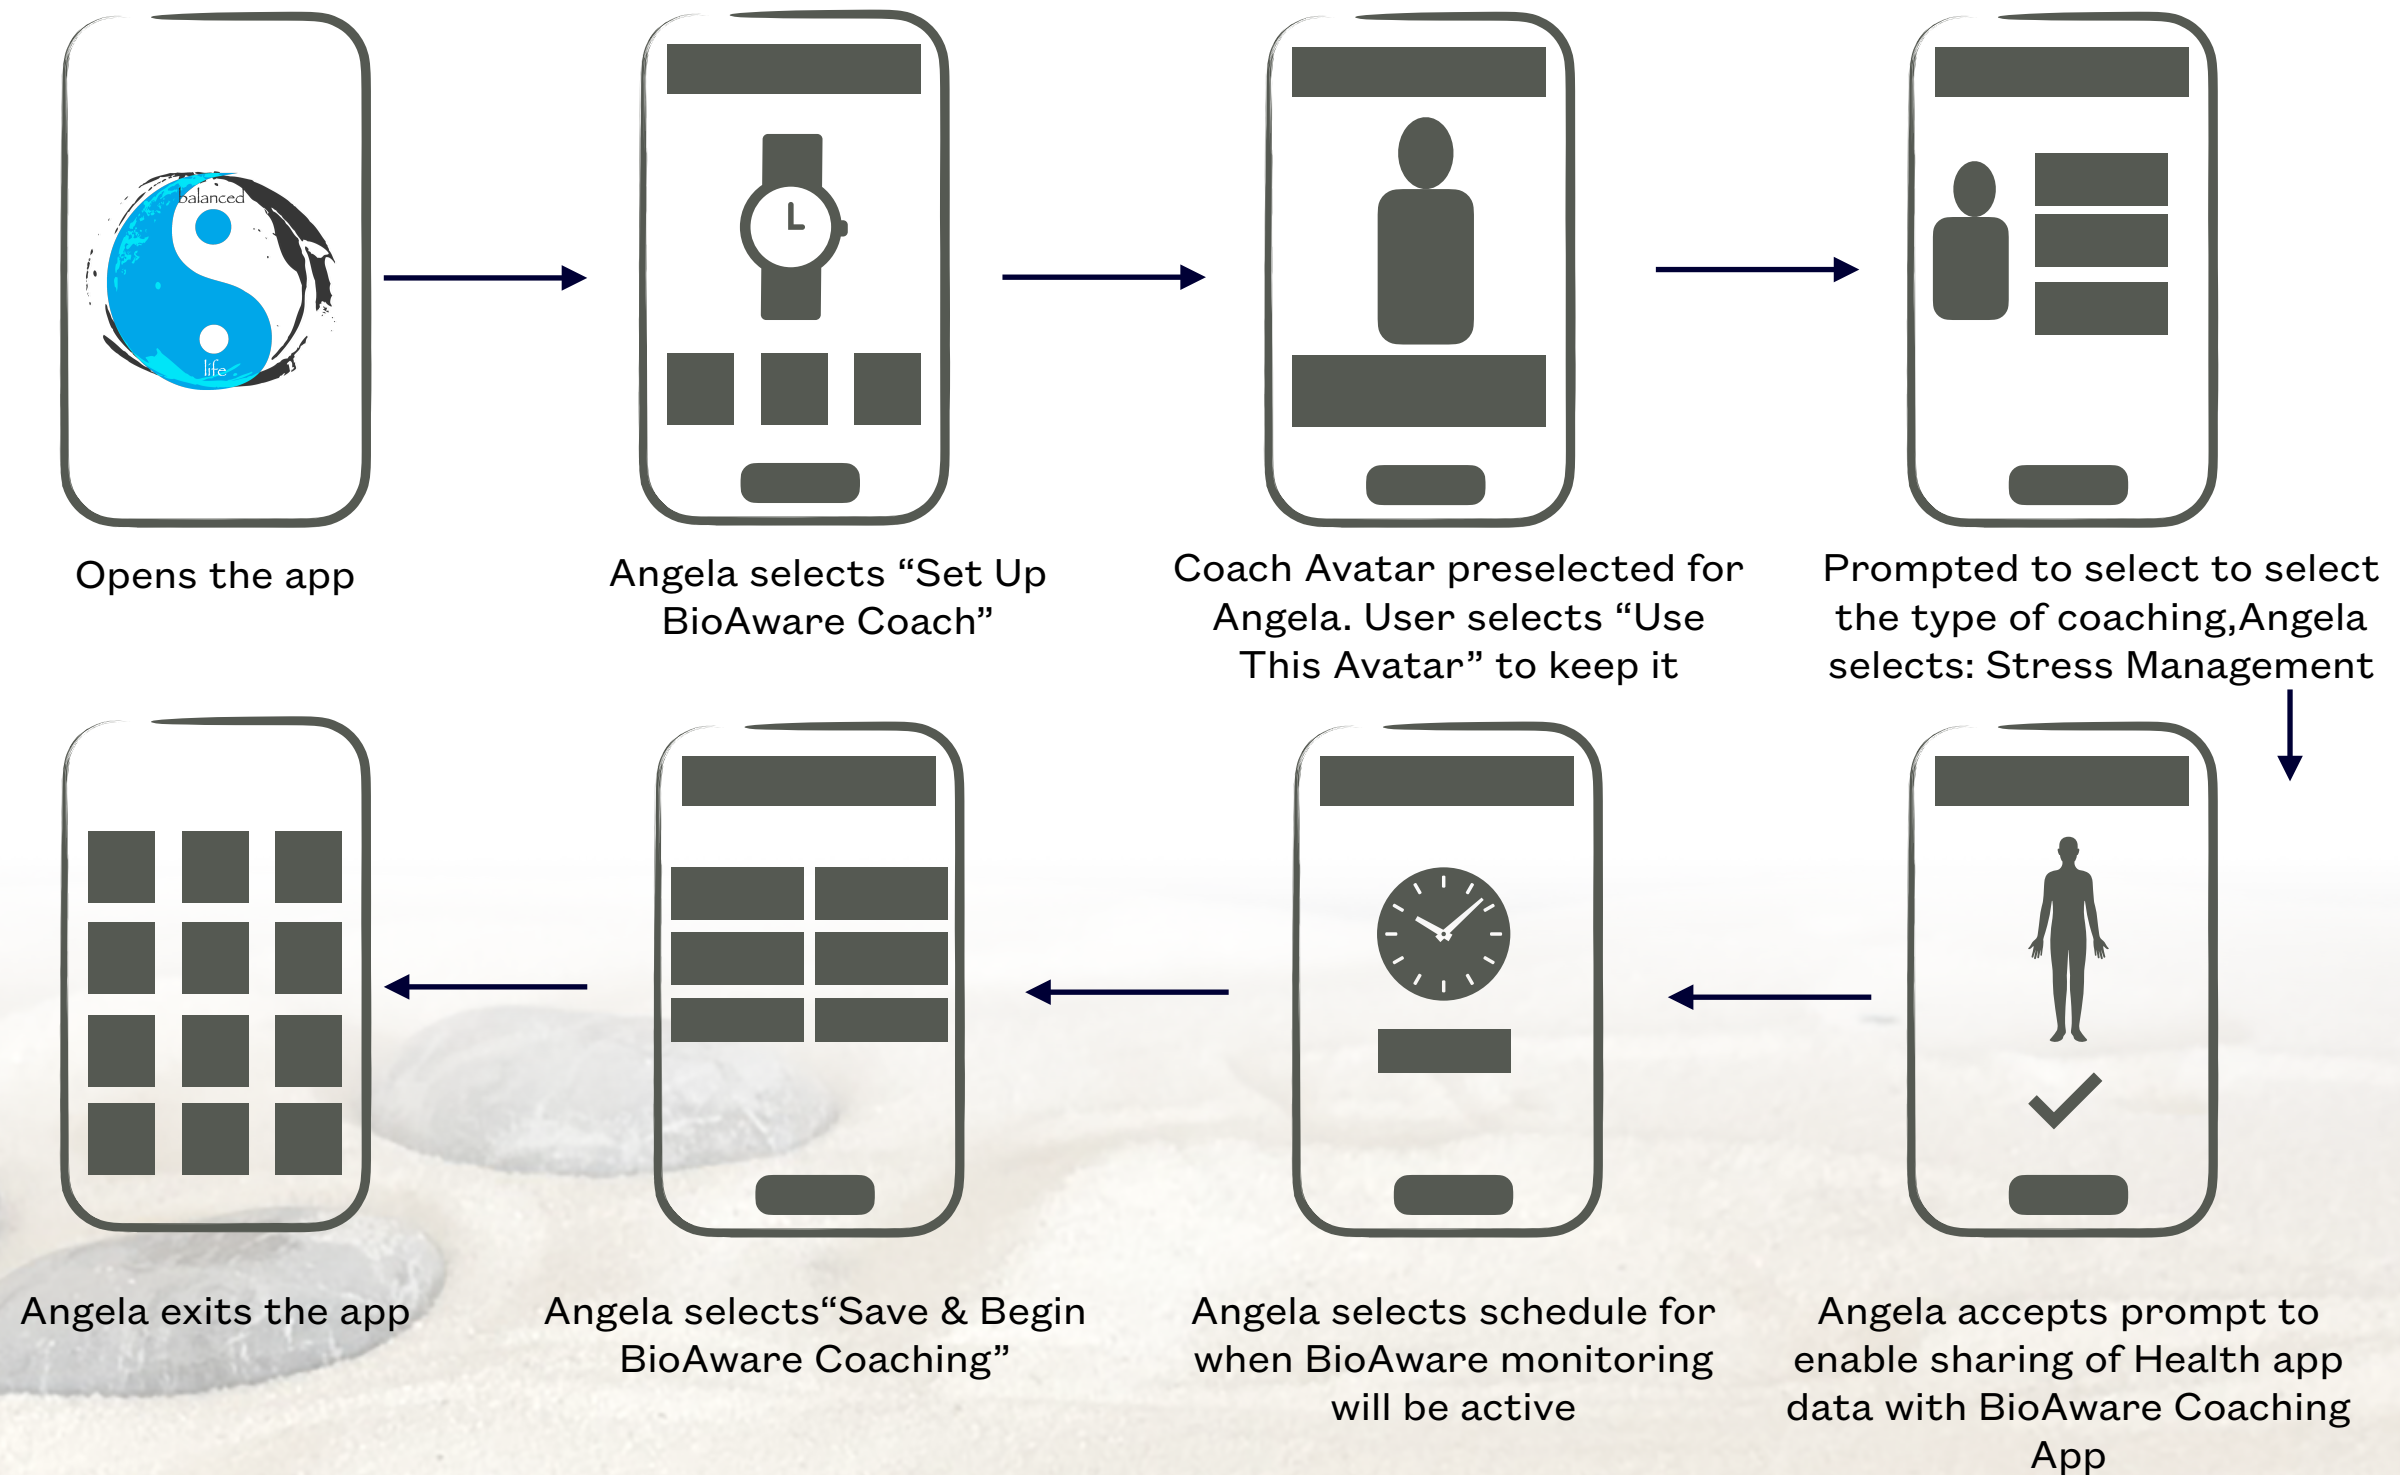 balanced
life
Opens the app
Angela selects “Set Up
BioAware Coach”
Coach Avatar preselected for
Angela. User selects “Use
This Avatar” to keep it
Prompted to select to select
the type of coaching,Angela
selects: Stress Management
Angela exits the app
Angela selects“Save & Begin
BioAware Coaching”
Angela selects schedule for
when BioAware monitoring
will be active
Angela accepts prompt to
enable sharing of Health app
data with BioAware Coaching
App